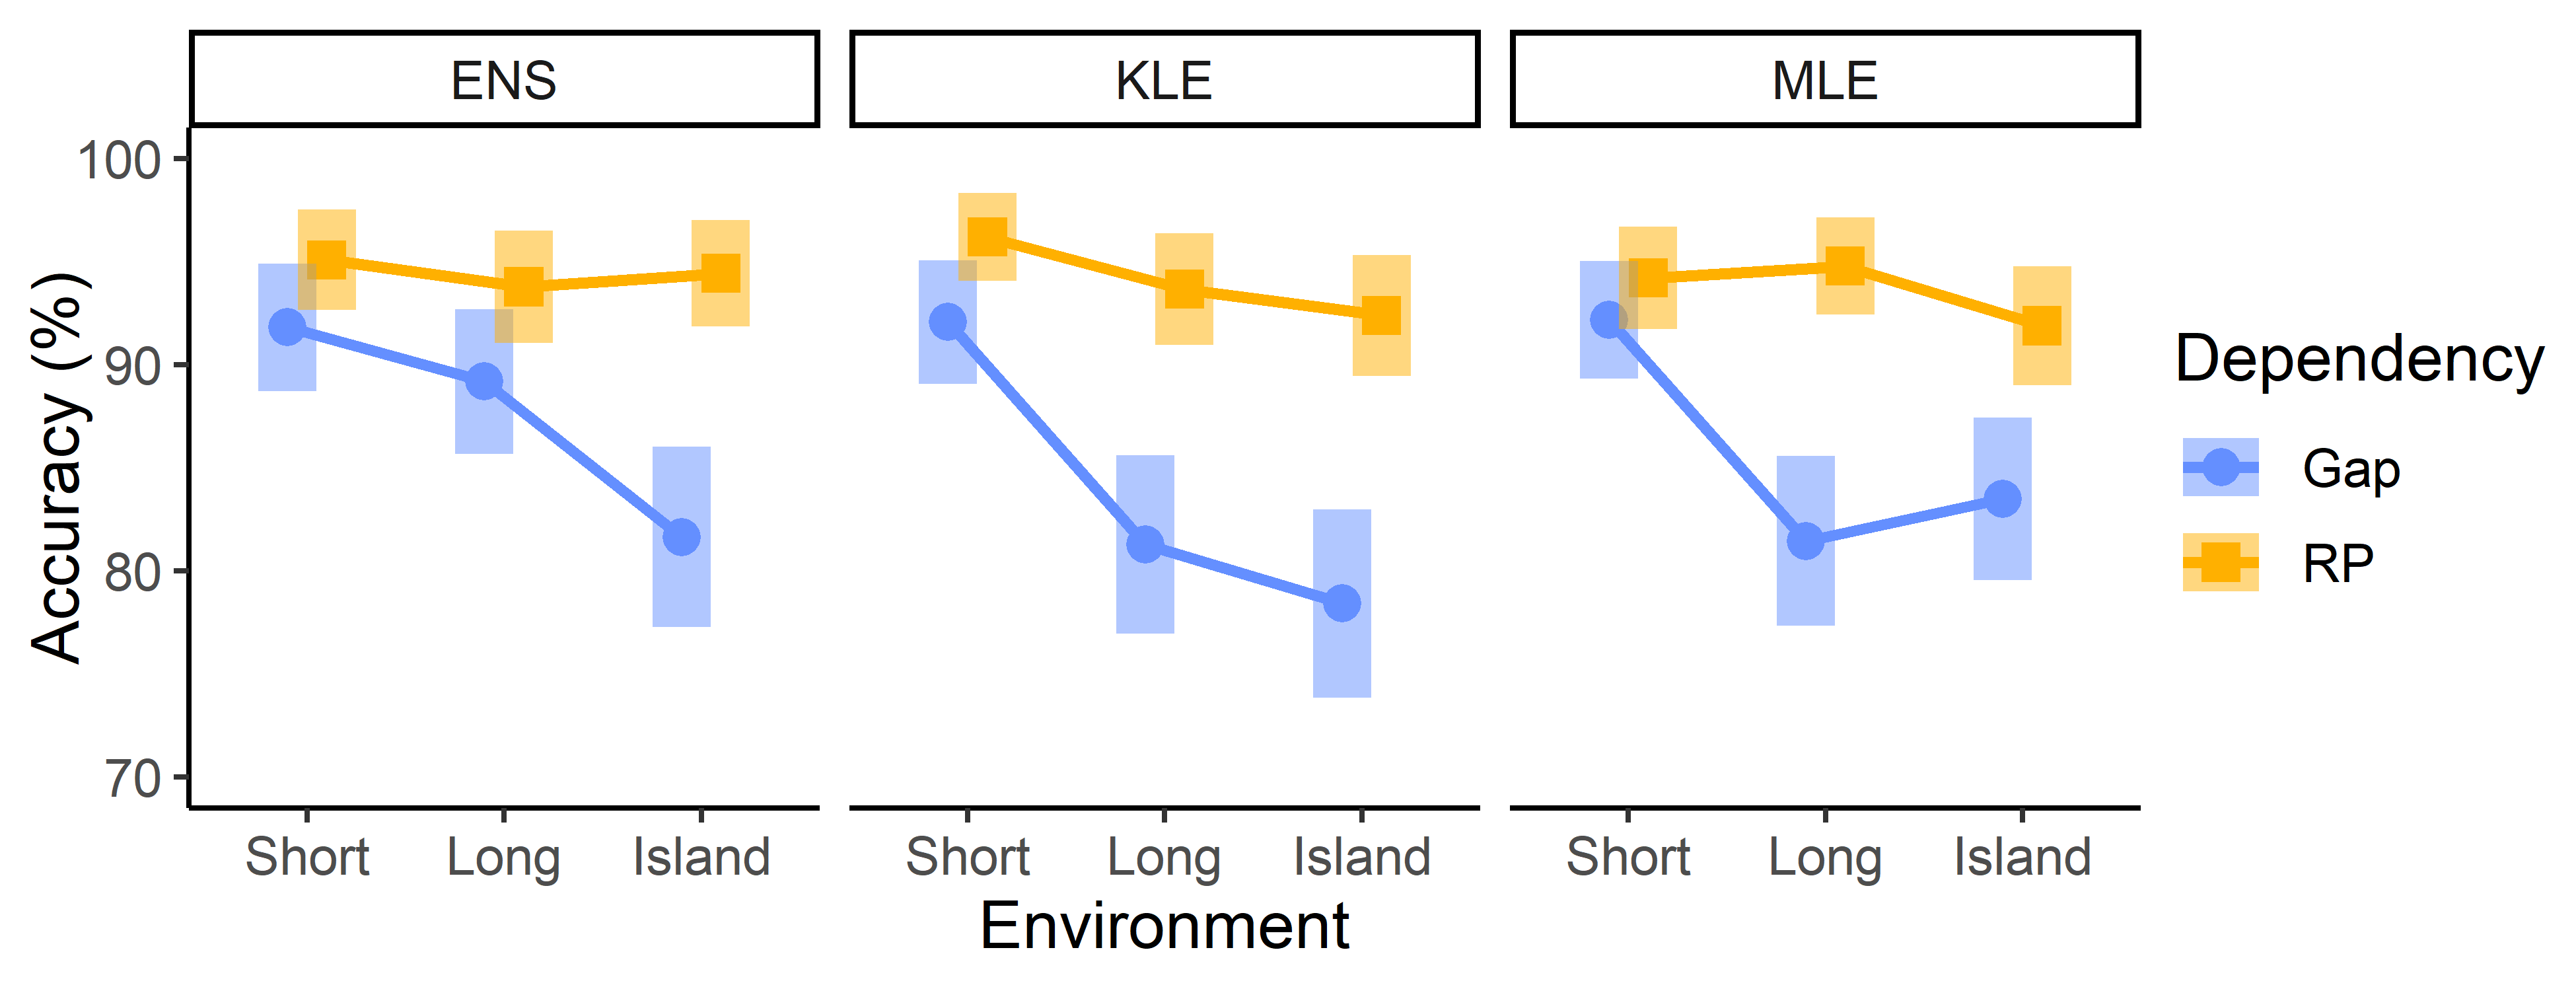 ENS KLE MLE
Accuracy (%)
100
90
80
70
Short Long Island Short Long Island Short Long Island
Environment
Dependency
Gap
RP